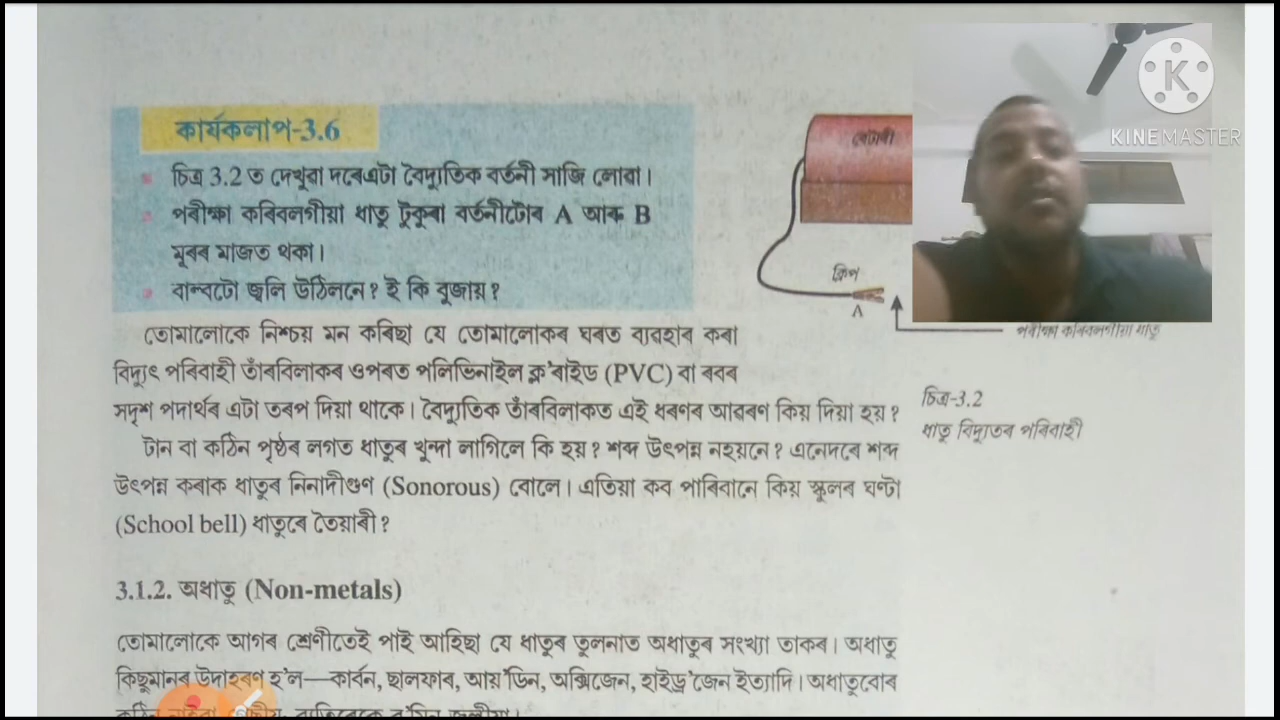 কাৰ্যকলাপ-3.6
চিত্ৰ 3.2 ত দেখুৱা দৰেএটা বৈদ্যুতিক বৰ্তনী সাজি লোৱা।
পৰীক্ষা কৰিবলগীয়া ধাতু টুকুৰা বৰ্তনীটোৰ A আৰু B
মূৰৰ মাজত থকা।
বাল্বটো জ্বলি উঠিলনে? ই কি বুজায়?
তোমালোকে নিশ্চয় মন কৰিছা যে তোমালোকৰ ঘৰত ব্যৱহাৰ কৰা
বিদ্যুৎ পৰিবাহী তাঁৰবিলাকৰ ওপৰত পলিভিনাইল ক্ল'ৰাইড (PVC) বা ৰবৰ
সদৃশ পদাৰ্থৰ এটা তৰপ দিয়া থাকে। বৈদ্যুতিক তাঁৰবিলাকত এই ধৰণৰ আৱৰণ কিয় দিয়া হয়?
টান বা কঠিন পৃষ্ঠৰ লগত ধাতুৰ খুন্দা লাগিলে কি হয়? শব্দ উৎপন্ন নহয়নে? এনেদৰে শব্দ
উৎপন্ন কৰাক ধাতুৰ নিনাদীগুণ (Sonorous) বোলে। এতিয়া কব পাৰিবানে কিয় স্কুলৰ ঘণ্টা
(School bell) ধাতুৰে তৈয়াৰী?
3.1.2. অধাতু (Non-metals)
তোমালোকে আগৰ শ্ৰেণীতেই পাই আহিছা যে ধাতুৰ তুলনাত অধাতুৰ সংখ্যা তাকৰ। অধাতু
কিছুমানৰ উদাহৰণ হ'ল—কাৰ্বন, ছালফাৰ, আয়'ডিন, অক্সিজেন, হাইড্ৰ'জেন ইত্যাদি। অধাতুবোৰ
বেটাৰী
ক্লিপ
A
পৰীক্ষা কৰিবলগীয়া ধাতু
চিত্ৰ-3.2
ধাতু বিদ্যুতৰ পৰিবাহী
K
KINEMASTER